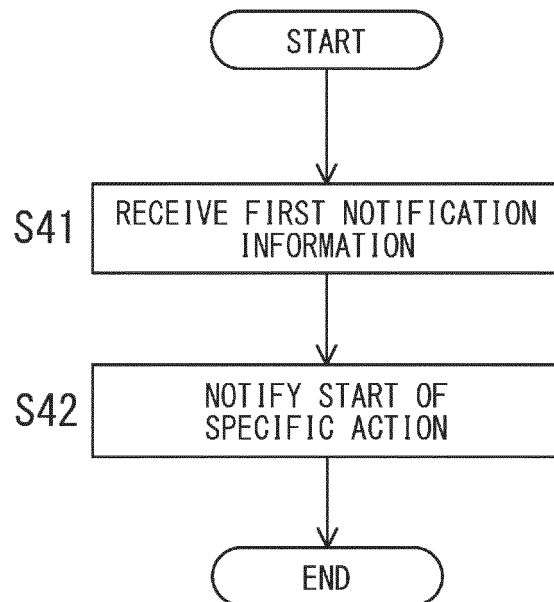 START
S41
RECEIVE FIRST NOTIFICATION
INFORMATION
S42
NOTIFY START OF
SPECIFIC ACTION
END